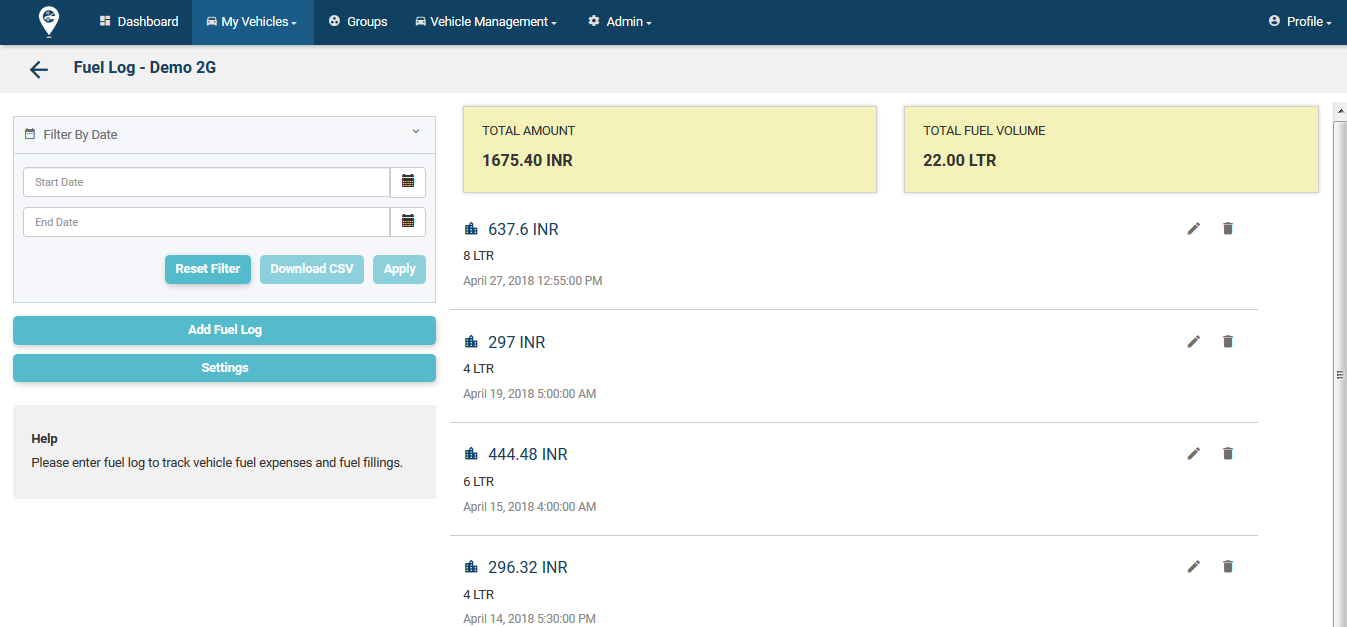 Dashboard My Vehicles Groups Vehicle Management Admin Profile
Fuel Log - Demo 2G
Filter By Date
Start Date
End Date
Reset Filter Download CSV Apply
Add Fuel Log
Settings
Help
Please enter fuel log to track vehicle fuel expenses and fuel fillings.
TOTAL AMOUNT
1675.40 INR
TOTAL FUEL VOLUME
22.00 LTR
637.6 INR
8 LTR
April 27, 2018 12:55:00 PM
297 INR
4 LTR
April 19, 2018 5:00:00 AM
444.48 INR
6 LTR
April 15, 2018 4:00:00 AM
296.32 INR
4 LTR
April 14, 2018 5:30:00 PM